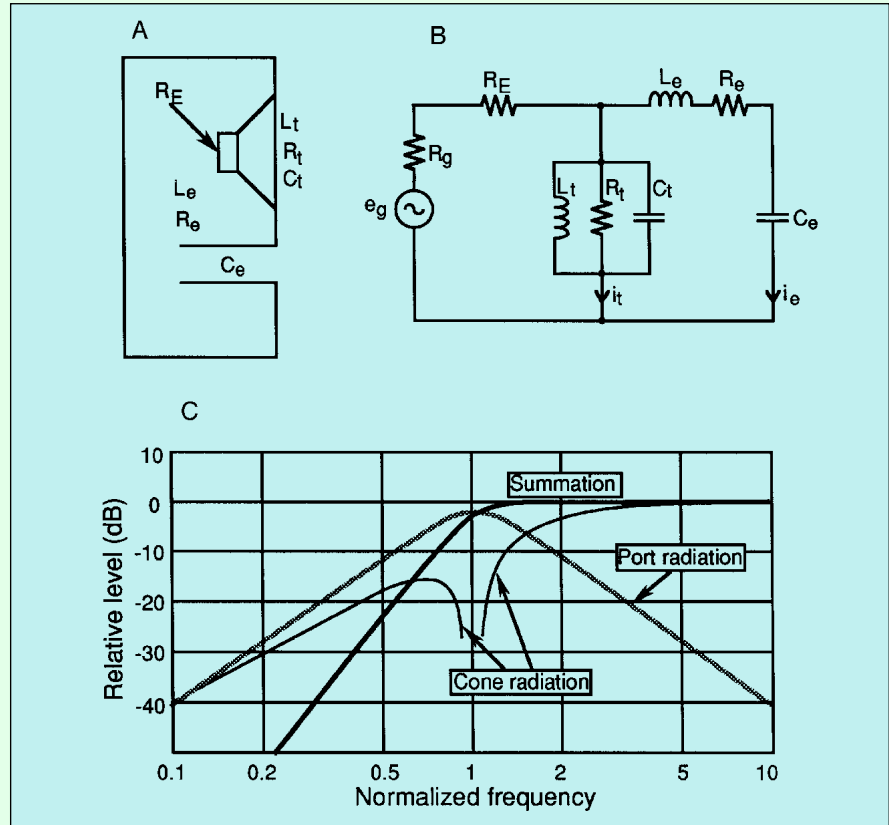 A
R_E
L_t
R_t
C_t
L_e
R_e
C_e
B
R_E
L_e
R_e
R_g
e_g
L_t
R_t
C_t
C_e
i_t
i_e
C
Relative level (dB)
10
0
-10
-20
-30
-40
Summation
Port radiation
Cone radiation
0.1 0.2 0.5 1 2 5 10
Normalized frequency